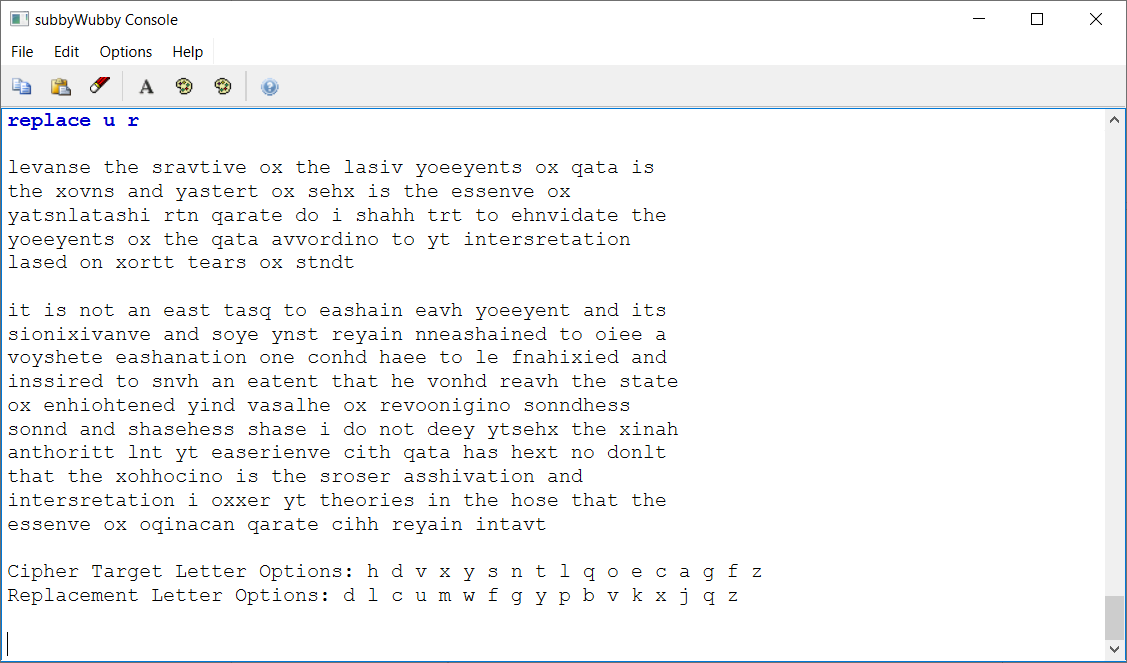 subbyWubby Console
File Edit Options Help
replace u r
levanse the sravtive ox the lasiv yoeeyents ox qata is
the xovns and yastert ox sehx is the essenve ox
yatsnlatashi rtn qarate do i shahh trt to ehnvidate the
yoeeyents ox the qata avvordino to yt intersretation
lased on xortt tears ox stndt
it is not an east tasq to eashain eavh yoeeyent and its
sionixivanve and soye ynst reyain nneashained to oiee a
voyshete eashanation one conhd haee to le fnahixied and
inssired to snvh an eatent that he vonhd reavh the state
ox enhiohtened yind vasalhe ox revoonigino sonndhess
sonnd and shasehess shase i do not deey ytsehx the xinah
anthoritt lnt yt easerienve cith qata has hext no donlt
that the xohhocino is the sroser asshivation and
intersretation i oxxer yt theories in the hose that the
essenve ox oqinacan qarate cihh reyain intavt
Cipher Target Letter Options: h d v x y s n t l q o e c a g f z
Replacement Letter Options: d l c u m w f g y p b v k x j q z